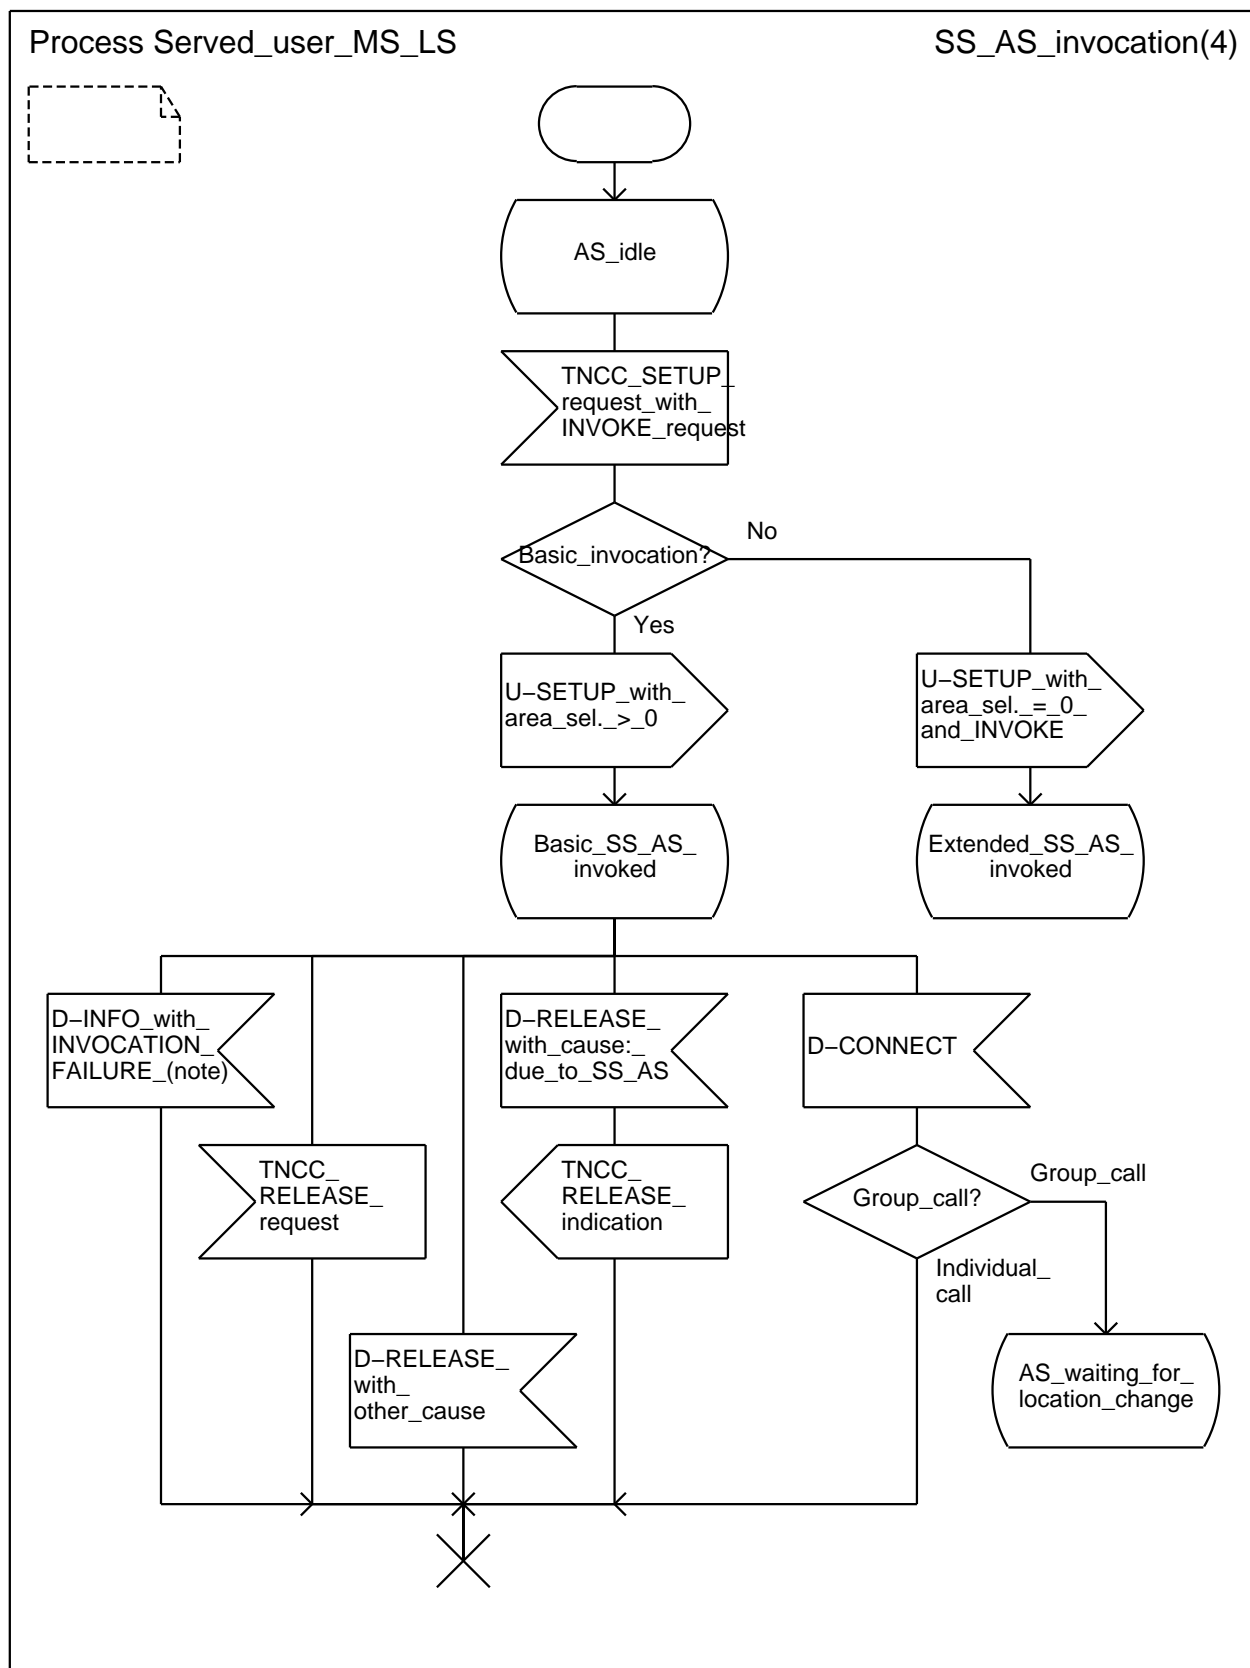 Process Served_user_MS_LS
SS_AS_invocation(4)
AS_idle
TNCC_SETUP_
request_with_
INVOKE_request
Basic_invocation?
No
Yes
U−SETUP_with_
area_sel._>_0
U−SETUP_with_
area_sel._=_0_
and_INVOKE
Basic_SS_AS_
invoked
Extended_SS_AS_
invoked
D−INFO_with_
INVOCATION_
FAILURE_(note)
D−RELEASE_
with_cause:_
due_to_SS_AS
D−CONNECT
TNCC_
RELEASE_
request
TNCC_
RELEASE_
indication
Group_call?
Group_call
Individual_
call
D−RELEASE_
with_
other_cause
AS_waiting_for_
location_change